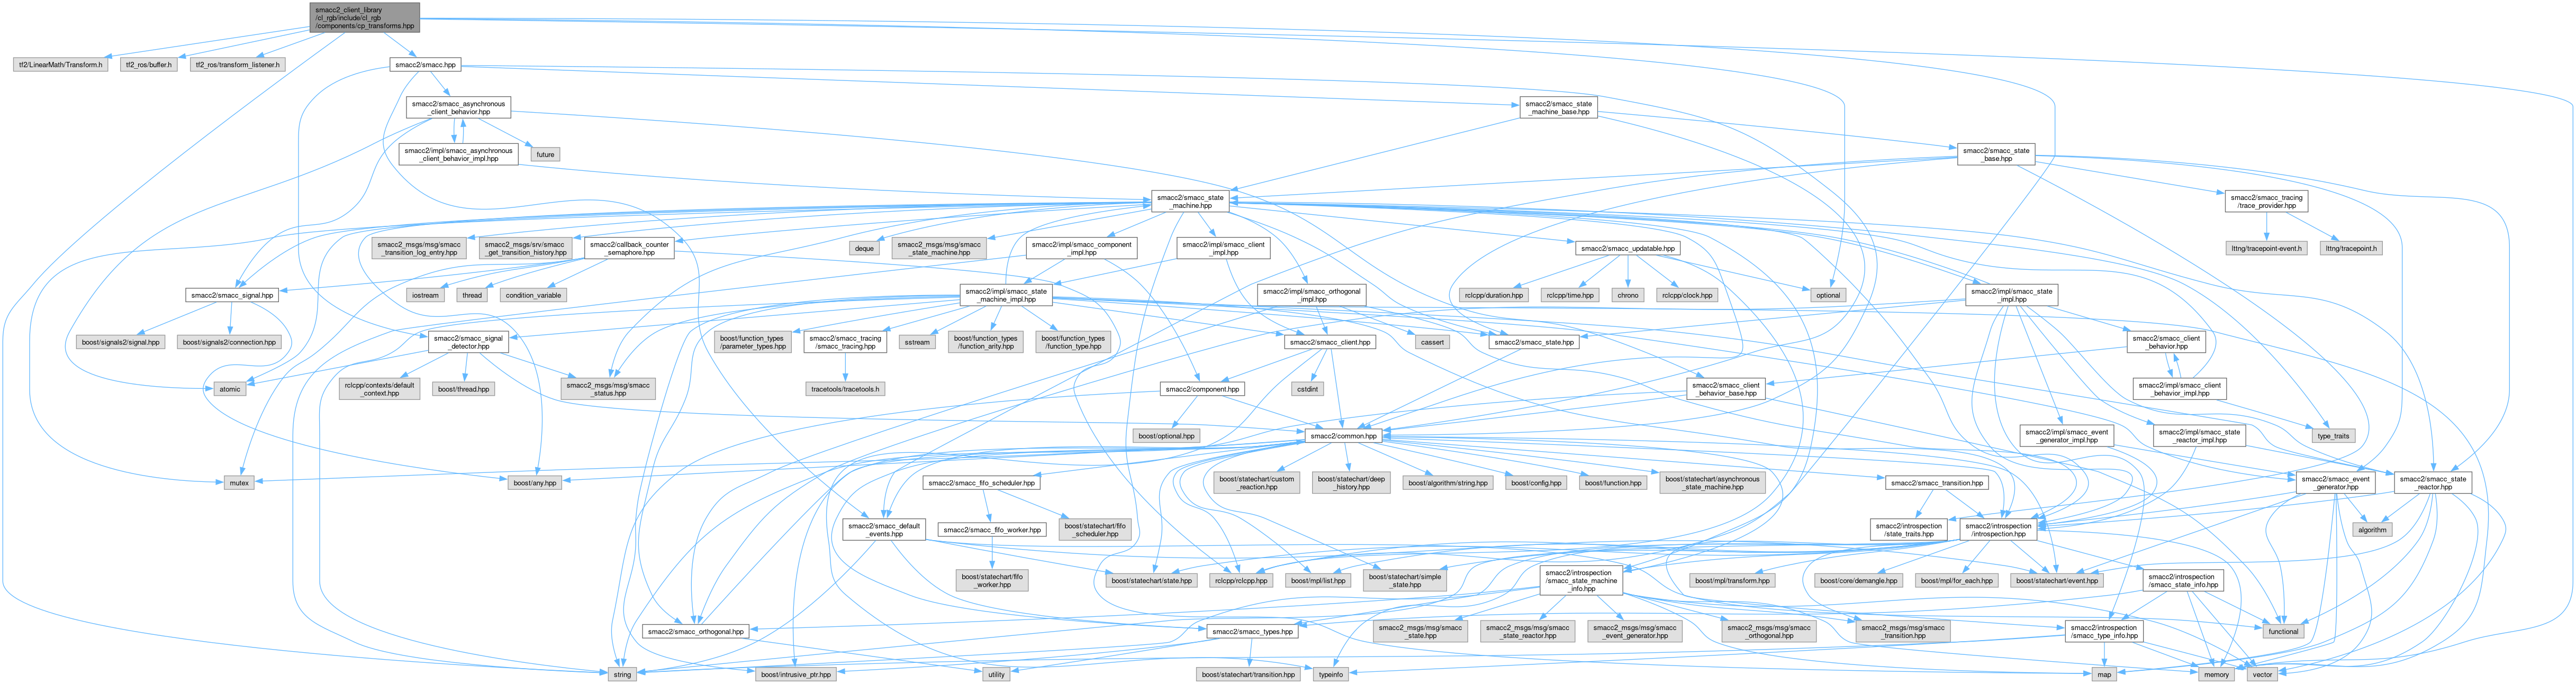 smacc2_client_library
/cl_rgb/include/cl_rgb
/components/cp_transforms.hpp
tf2/LinearMath/Transform.h
tf2_ros/buffer.h
tf2_ros/transform_listener.h
smacc2/smacc.hpp
smacc2/smacc_asynchronous
_client_behavior.hpp
smacc2/smacc_state
_machine_base.hpp
smacc2/impl/smacc_asynchronous
_client_behavior_impl.hpp
future
smacc2/smacc_state
_base.hpp
smacc2/smacc_state
_machine.hpp
smacc2/smacc_tracing
/trace_provider.hpp
smacc2_msgs/msg/smacc
_transition_log_entry.hpp
smacc2_msgs/srv/smacc
_get_transition_history.hpp
smacc2/callback_counter
_semaphore.hpp
deque
smacc2_msgs/msg/smacc
_state_machine.hpp
smacc2/impl/smacc_component
_impl.hpp
smacc2/impl/smacc_client
_impl.hpp
smacc2/smacc_updatable.hpp
lttng/tracepoint-event.h
lttng/tracepoint.h
smacc2/smacc_signal.hpp
iostream
thread
condition_variable
smacc2/impl/smacc_state
_machine_impl.hpp
smacc2/impl/smacc_orthogonal
_impl.hpp
rclcpp/duration.hpp
rclcpp/time.hpp
chrono
rclcpp/clock.hpp
optional
smacc2/impl/smacc_state
_impl.hpp
boost/signals2/signal.hpp
boost/signals2/connection.hpp
smacc2/smacc_signal
_detector.hpp
boost/function_types
/parameter_types.hpp
smacc2/smacc_tracing
/smacc_tracing.hpp
sstream
boost/function_types
/function_arity.hpp
boost/function_types
/function_type.hpp
smacc2/smacc_client.hpp
cassert
smacc2/smacc_state.hpp
smacc2/smacc_client
_behavior.hpp
atomic
rclcpp/contexts/default
_context.hpp
boost/thread.hpp
smacc2_msgs/msg/smacc
_status.hpp
tracetools/tracetools.h
smacc2/component.hpp
cstdint
smacc2/smacc_client
_behavior_base.hpp
smacc2/impl/smacc_client
_behavior_impl.hpp
boost/optional.hpp
smacc2/common.hpp
smacc2/impl/smacc_event
_generator_impl.hpp
smacc2/impl/smacc_state
_reactor_impl.hpp
type_traits
mutex
boost/any.hpp
smacc2/smacc_fifo_scheduler.hpp
boost/statechart/custom
_reaction.hpp
boost/statechart/deep
_history.hpp
boost/algorithm/string.hpp
boost/config.hpp
boost/function.hpp
boost/statechart/asynchronous
_state_machine.hpp
smacc2/smacc_transition.hpp
smacc2/smacc_event
_generator.hpp
smacc2/smacc_state
_reactor.hpp
smacc2/smacc_default
_events.hpp
smacc2/smacc_fifo_worker.hpp
boost/statechart/fifo
_scheduler.hpp
smacc2/introspection
/state_traits.hpp
smacc2/introspection
/introspection.hpp
algorithm
boost/statechart/fifo
_worker.hpp
boost/statechart/state.hpp
rclcpp/rclcpp.hpp
boost/mpl/list.hpp
boost/statechart/simple
_state.hpp
smacc2/introspection
/smacc_state_machine
_info.hpp
boost/mpl/transform.hpp
boost/core/demangle.hpp
boost/mpl/for_each.hpp
boost/statechart/event.hpp
smacc2/introspection
/smacc_state_info.hpp
smacc2/smacc_orthogonal.hpp
smacc2/smacc_types.hpp
smacc2_msgs/msg/smacc
_state.hpp
smacc2_msgs/msg/smacc
_state_reactor.hpp
smacc2_msgs/msg/smacc
_event_generator.hpp
smacc2_msgs/msg/smacc
_orthogonal.hpp
smacc2_msgs/msg/smacc
_transition.hpp
smacc2/introspection
/smacc_type_info.hpp
functional
string
boost/intrusive_ptr.hpp
utility
boost/statechart/transition.hpp
typeinfo
map
memory
vector